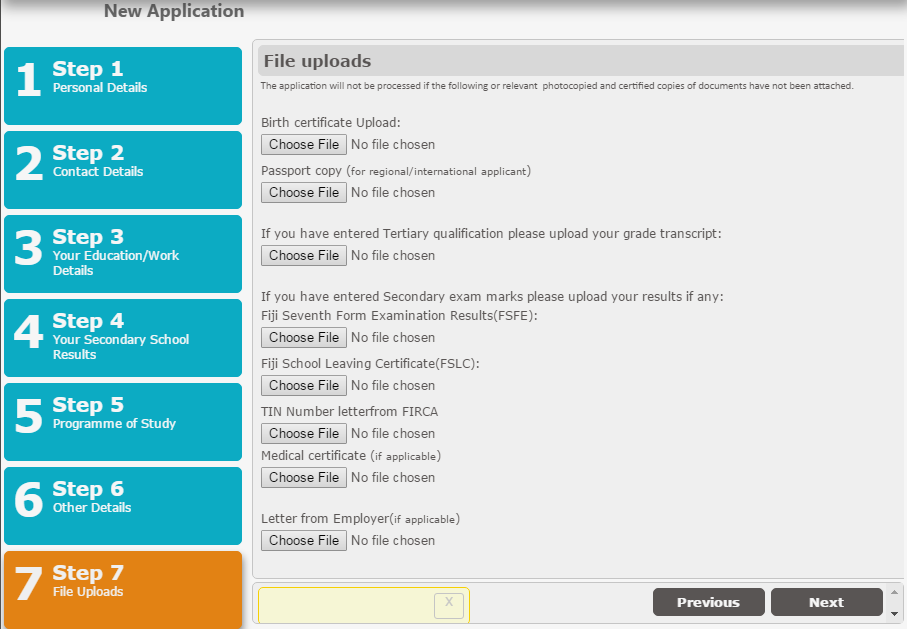 New Application
1
Step 1
Personal Details
2
Step 2
Contact Details
3
Step 3
Your Education/Work
Details
4
Step 4
Your Secondary School
Results
5
Step 5
Programme of Study
6
Step 6
Other Details
7
Step 7
File Uploads
File uploads
The application will not be processed if the following or relevant photocopied and certified copies of documents have not been attached.
Birth certificate Upload:
Choose File No file chosen
Passport copy (for regional/international applicant)
Choose File No file chosen
If you have entered Tertiary qualification please upload your grade transcript:
Choose File No file chosen
If you have entered Secondary exam marks please upload your results if any:
Fiji Seventh Form Examination Results(FSFE):
Choose File No file chosen
Fiji School Leaving Certificate(FSLC):
Choose File No file chosen
TIN Number letterfrom FIRCA
Choose File No file chosen
Medical certificate (if applicable)
Choose File No file chosen
Letter from Employer(if applicable)
Choose File No file chosen
X
Previous Next